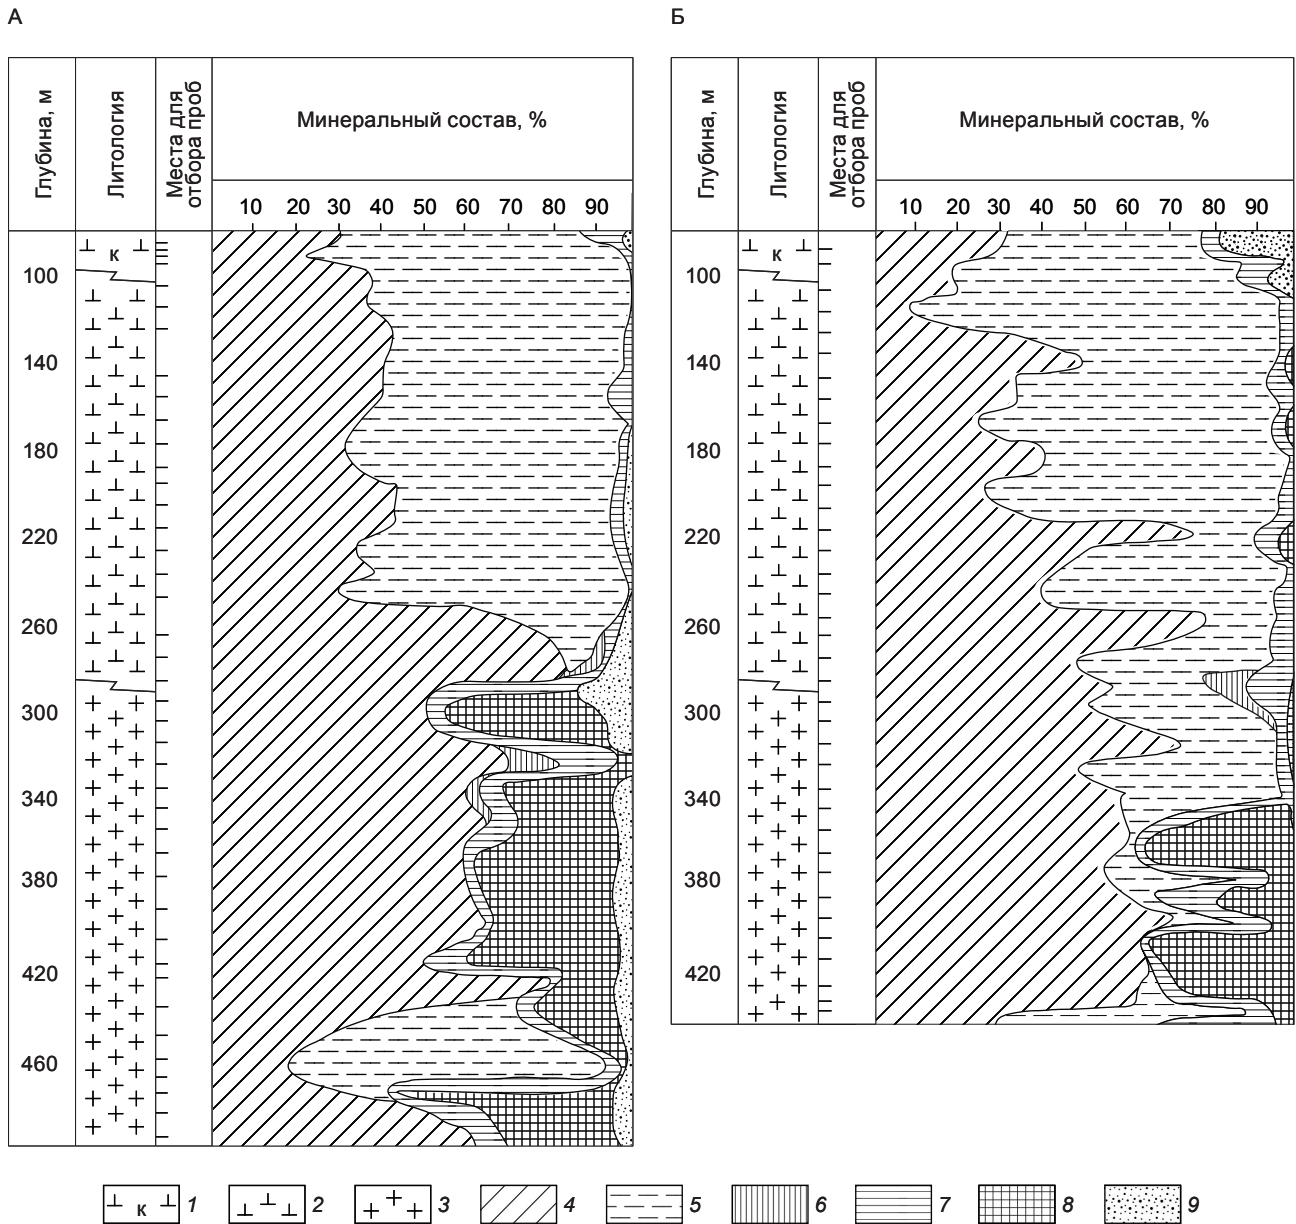 А
Глубина, м
Литология
Места для
отбора проб
Минеральный состав, %
10 20 30 40 50 60 70 80 90
к
100
140
180
220
260
300
340
380
420
460
Б
Глубина, м
Литология
Места для
отбора проб
Минеральный состав, %
10 20 30 40 50 60 70 80 90
к
100
140
180
220
260
300
340
380
420
к 1 2 3 4 5 6 7 8 9